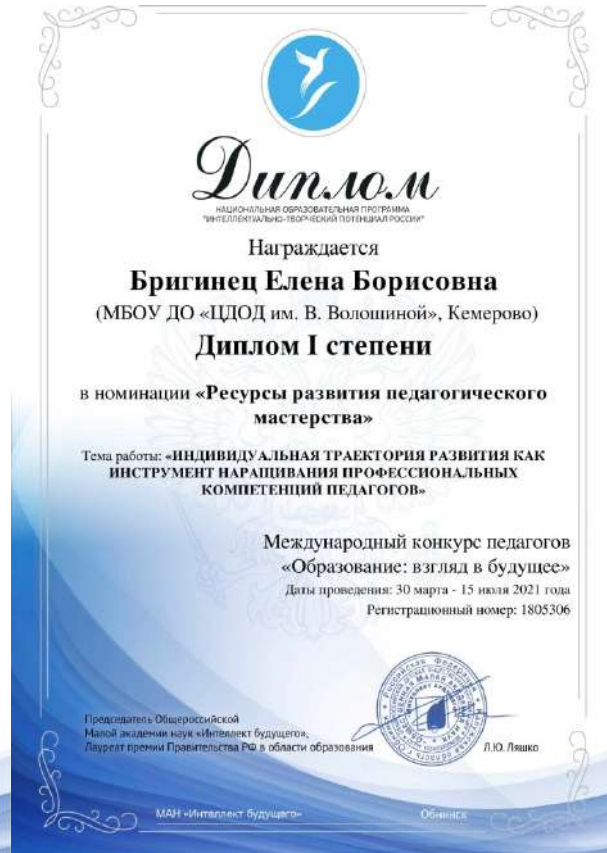 Диплом
НАЦИОНАЛЬНАЯ ОБРАЗОВАТЕЛЬНАЯ ПРОГРАММА
"ИНТЕЛЛЕКТУАЛЬНО-ТВОРЧЕСКИЙ ПОТЕНЦИАЛ РОССИИ"
Награждается
Бригинец Елена Борисовна
(МБОУ ДО «ЦДОД им. В. Волошиной», Кемерово)
Диплом I степени
в номинации «Ресурсы развития педагогического
мастерства»
Тема работы: «ИНДИВИДУАЛЬНАЯ ТРАЕКТОРИЯ РАЗВИТИЯ КАК
ИНСТРУМЕНТ НАРАЩИВАНИЯ ПРОФЕССИОНАЛЬНЫХ
КОМПЕТЕНЦИЙ ПЕДАГОГОВ»
Международный конкурс педагогов
«Образование: взгляд в будущее»
Даты проведения: 30 марта - 15 июля 2021 года
Регистрационный номер: 1805306
Председатель Общероссийской
Малой академии наук «Интеллект будущего»,
Лауреат премии Правительства РФ в области образования
Л.Ю. Ляшко
МАН «Интеллект будущего» Обнинск